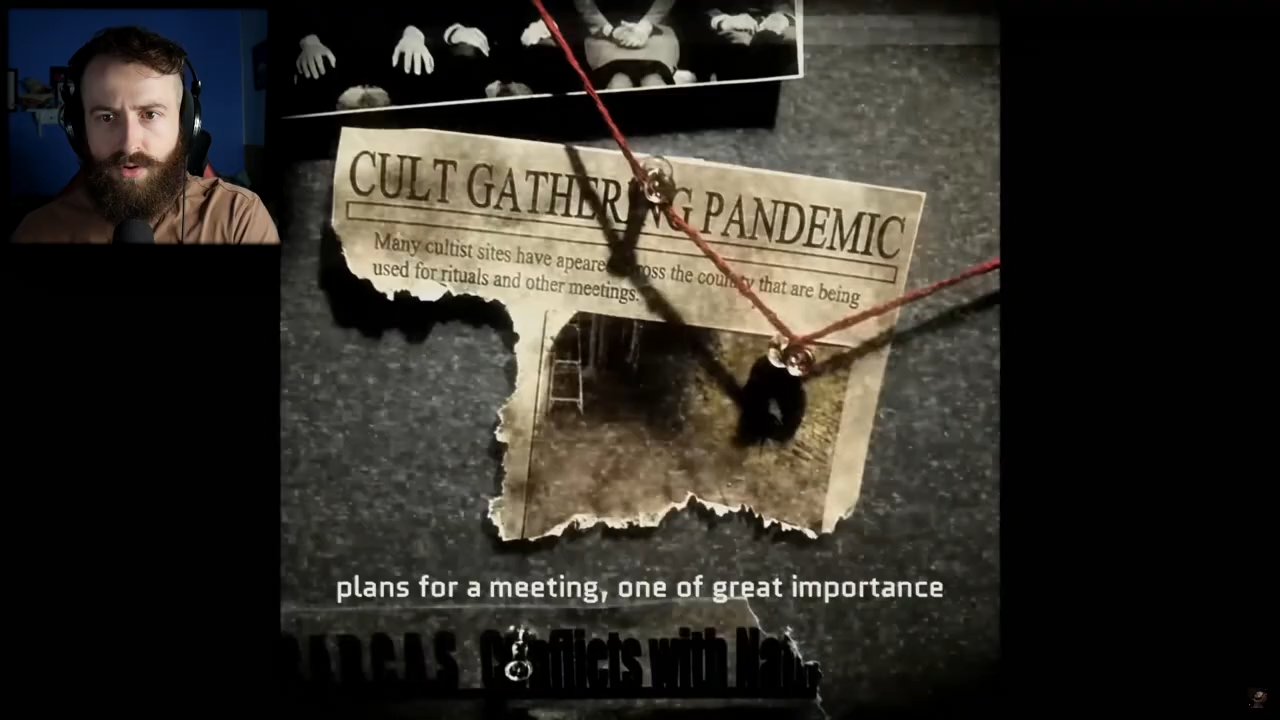 CULT GATHERING PANDEMIC
Many cultist sites have apeared across the country that are being
used for rituals and other meetings.
plans for a meeting, one of great importance
Conflicts with